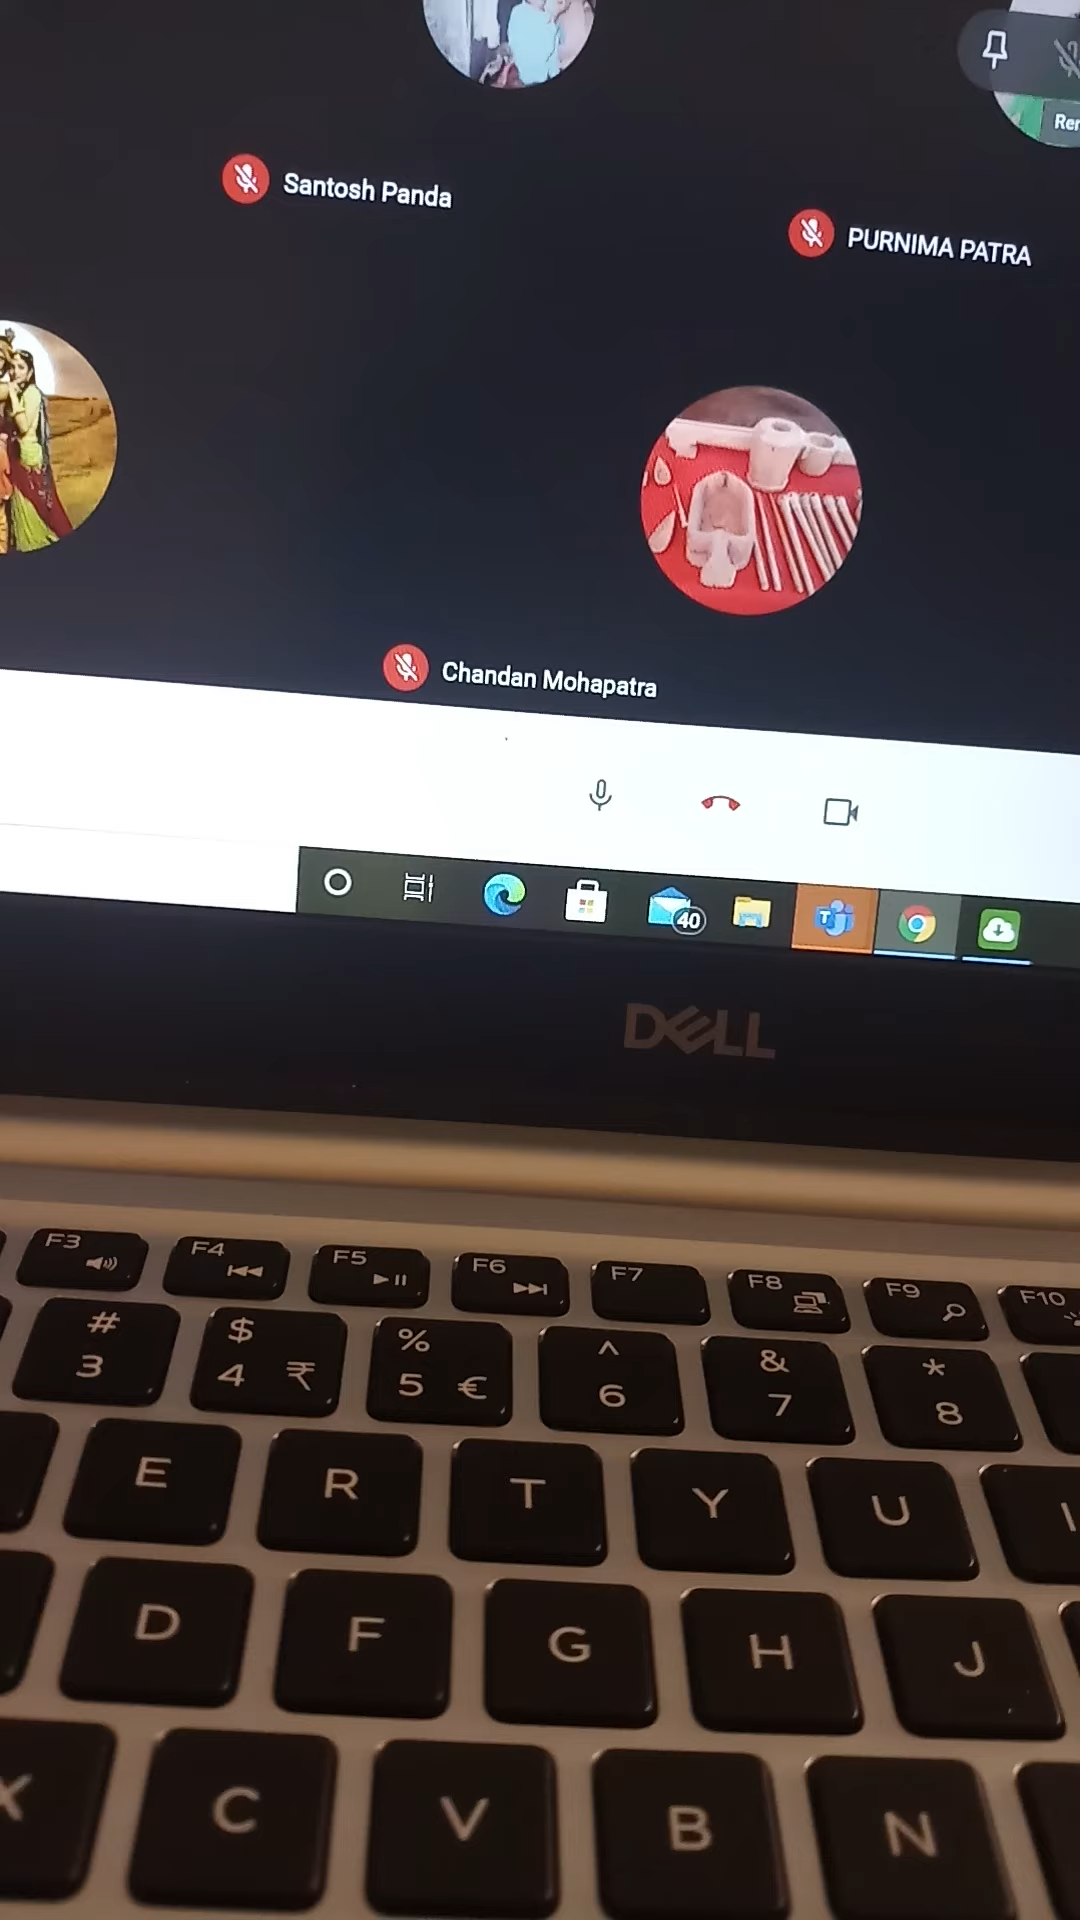 Santosh Panda
PURNIMA PATRA
Chandan Mohapatra
40
T
DELL
F3 F4 F5 F6 F7 F8 F9 F10
# $ % ^ & *
3 4 ₹ 5 € 6 7 8
E R T Y U I
D F G H J
X C V B N